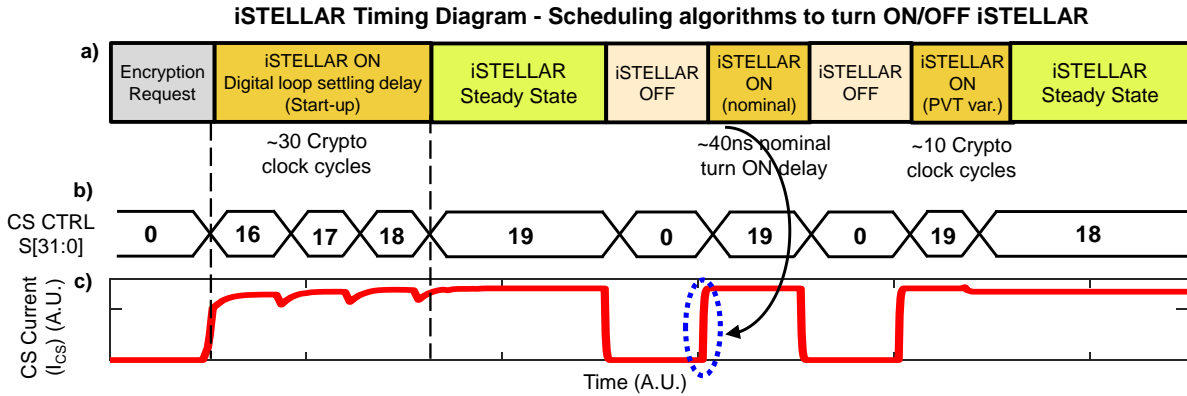 iSTELLAR Timing Diagram - Scheduling algorithms to turn ON/OFF iSTELLAR
a)
Encryption
Request
iSTELLAR ON
Digital loop settling delay
(Start-up)
iSTELLAR
Steady State
iSTELLAR
OFF
iSTELLAR
ON
(nominal)
iSTELLAR
OFF
iSTELLAR
ON
(PVT var.)
iSTELLAR
Steady State
~30 Crypto
clock cycles
~40ns nominal
turn ON delay
~10 Crypto
clock cycles
b)
CS CTRL
S[31:0]
0
16
17
18
19
0
19
0
19
18
c)
CS Current
(ICS) (A.U.)
Time (A.U.)